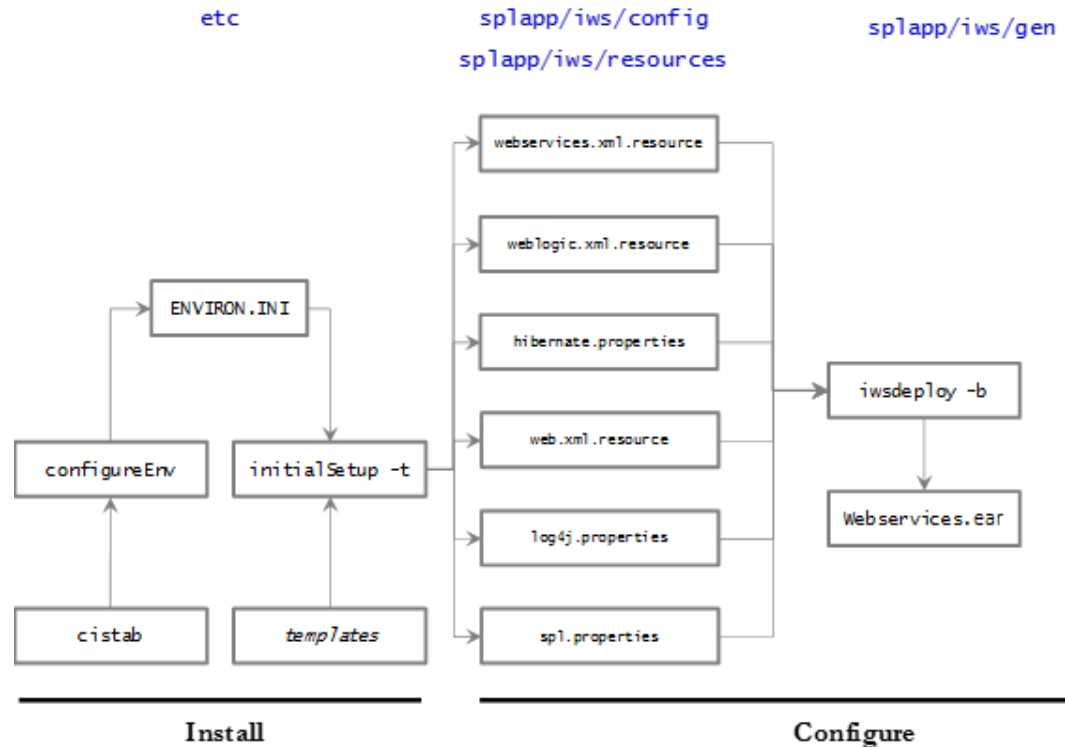 etc
splapp/iws/config
splapp/iws/resources
splapp/iws/gen
webservices.xml.resource
weblogic.xml.resource
ENVIRON.INI
hibernate.properties
iwsdeploy -b
web.xml.resource
configureEnv
initialSetup -t
Webservices.ear
log4j.properties
cistab
templates
spl.properties
Install
Configure